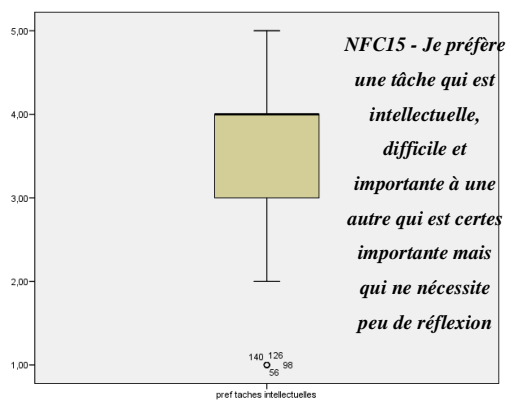 5,00
4,00
3,00
2,00
1,00
NFC15 - Je préfère
une tâche qui est
intellectuelle,
difficile et
importante à une
autre qui est certes
importante mais
qui ne nécessite
peu de réflexion
140 126
98
56
pref taches intellectuelles